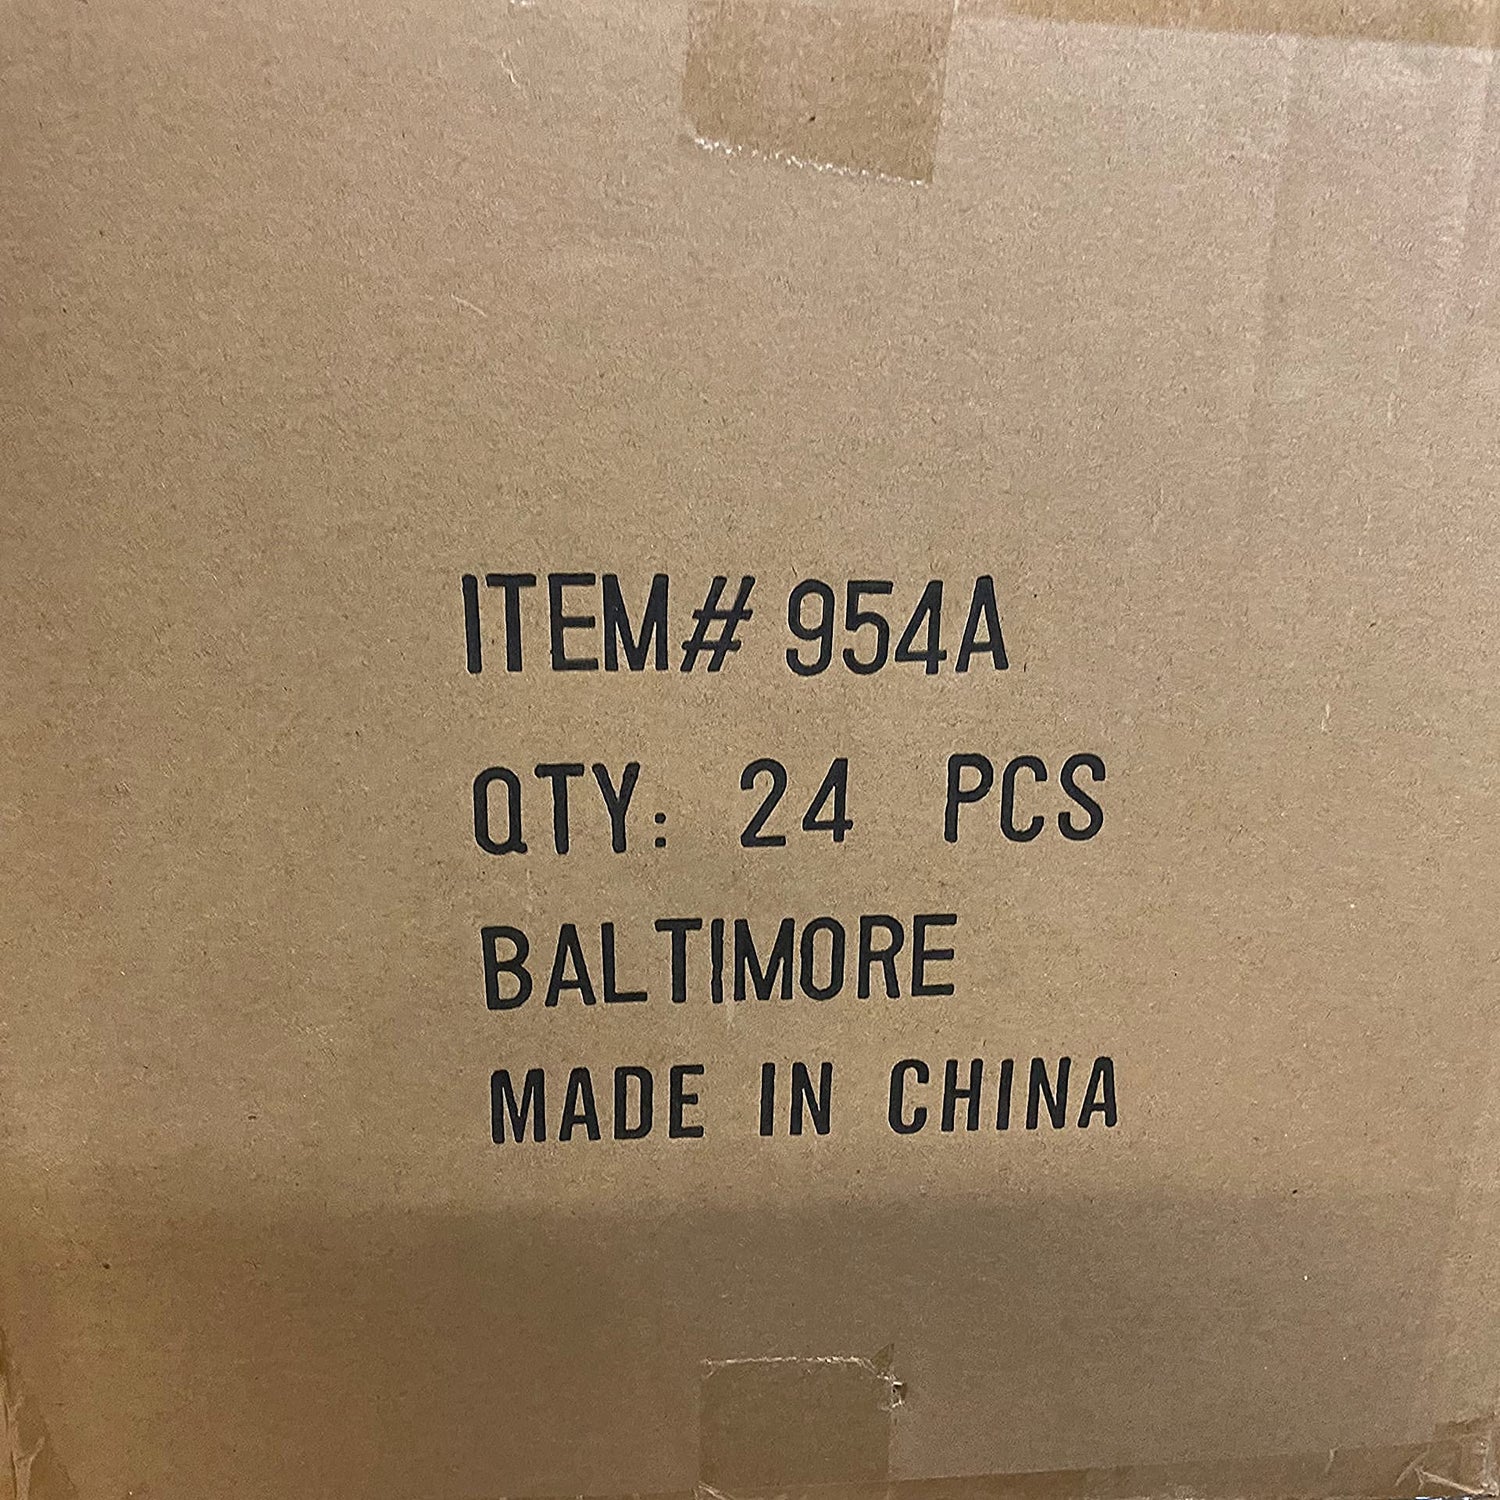 ITEM# 954A
QTY: 24 PCS
BALTIMORE
MADE IN CHINA